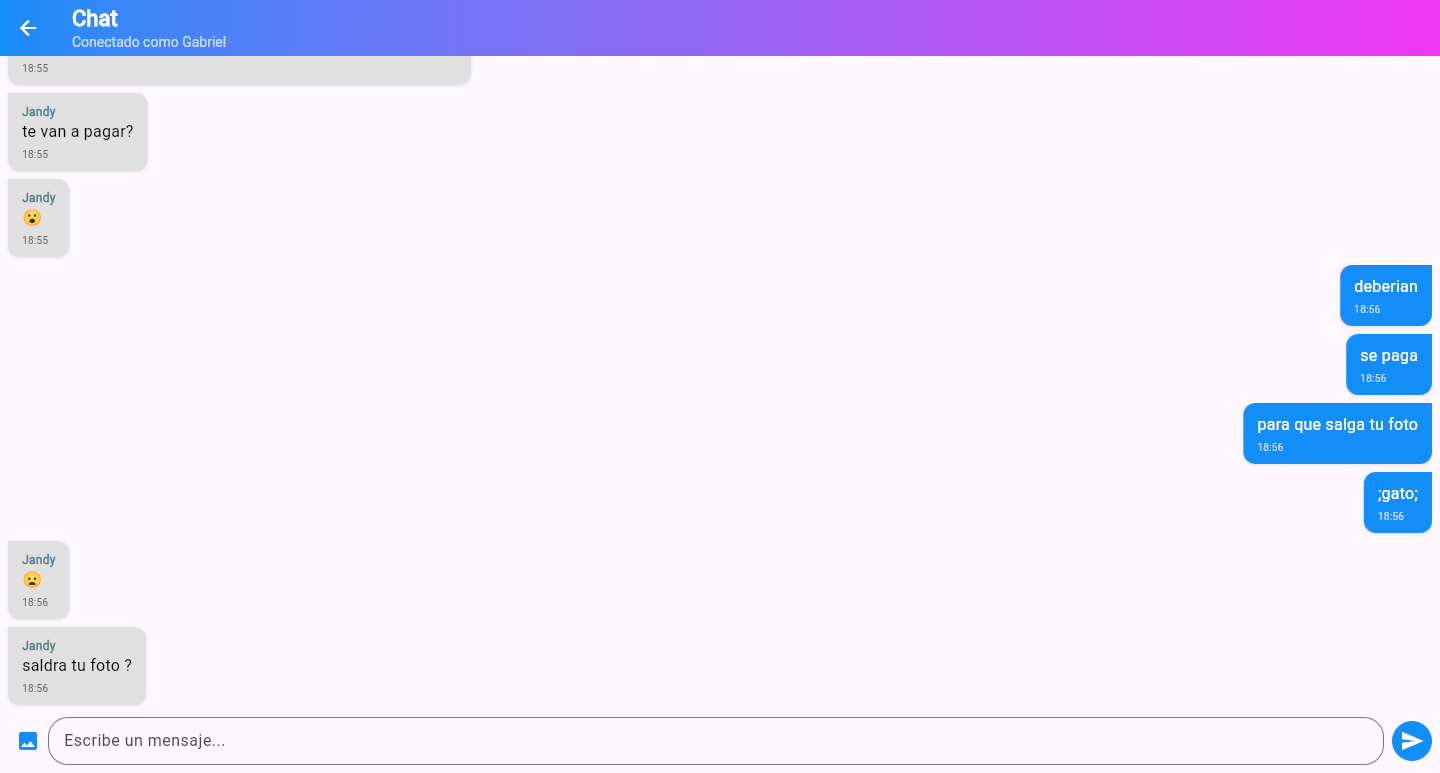 Chat
Conectado como Gabriel
18:55
Jandy
te van a pagar?
18:55
Jandy
😮
18:55
deberian
18:56
se paga
18:56
para que salga tu foto
18:56
;gato;
18:56
Jandy
😦
18:56
Jandy
saldra tu foto ?
18:56
Escribe un mensaje...